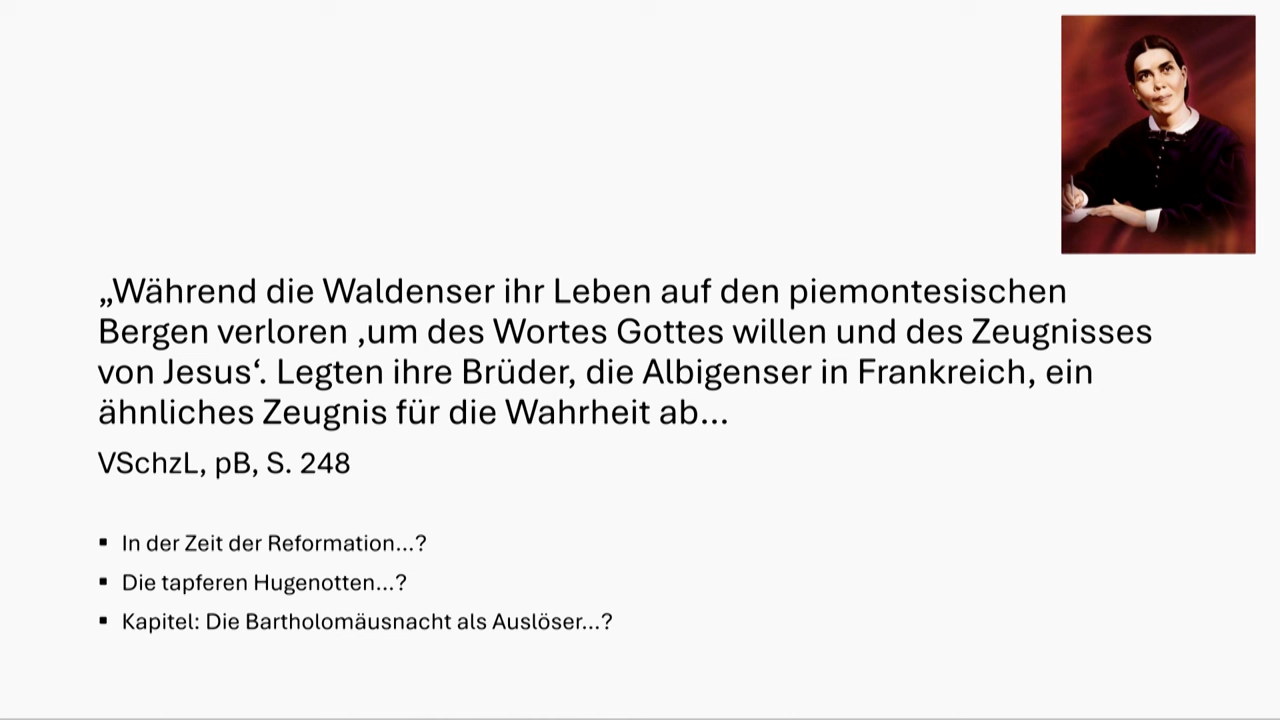 „Während die Waldenser ihr Leben auf den piemontesischen
Bergen verloren ‚um des Wortes Gottes willen und des Zeugnisses
von Jesus‘. Legten ihre Brüder, die Albigenser in Frankreich, ein
ähnliches Zeugnis für die Wahrheit ab…
VSchzL, pB, S. 248
▪ In der Zeit der Reformation…?
▪ Die tapferen Hugenotten…?
▪ Kapitel: Die Bartholomäusnacht als Auslöser…?